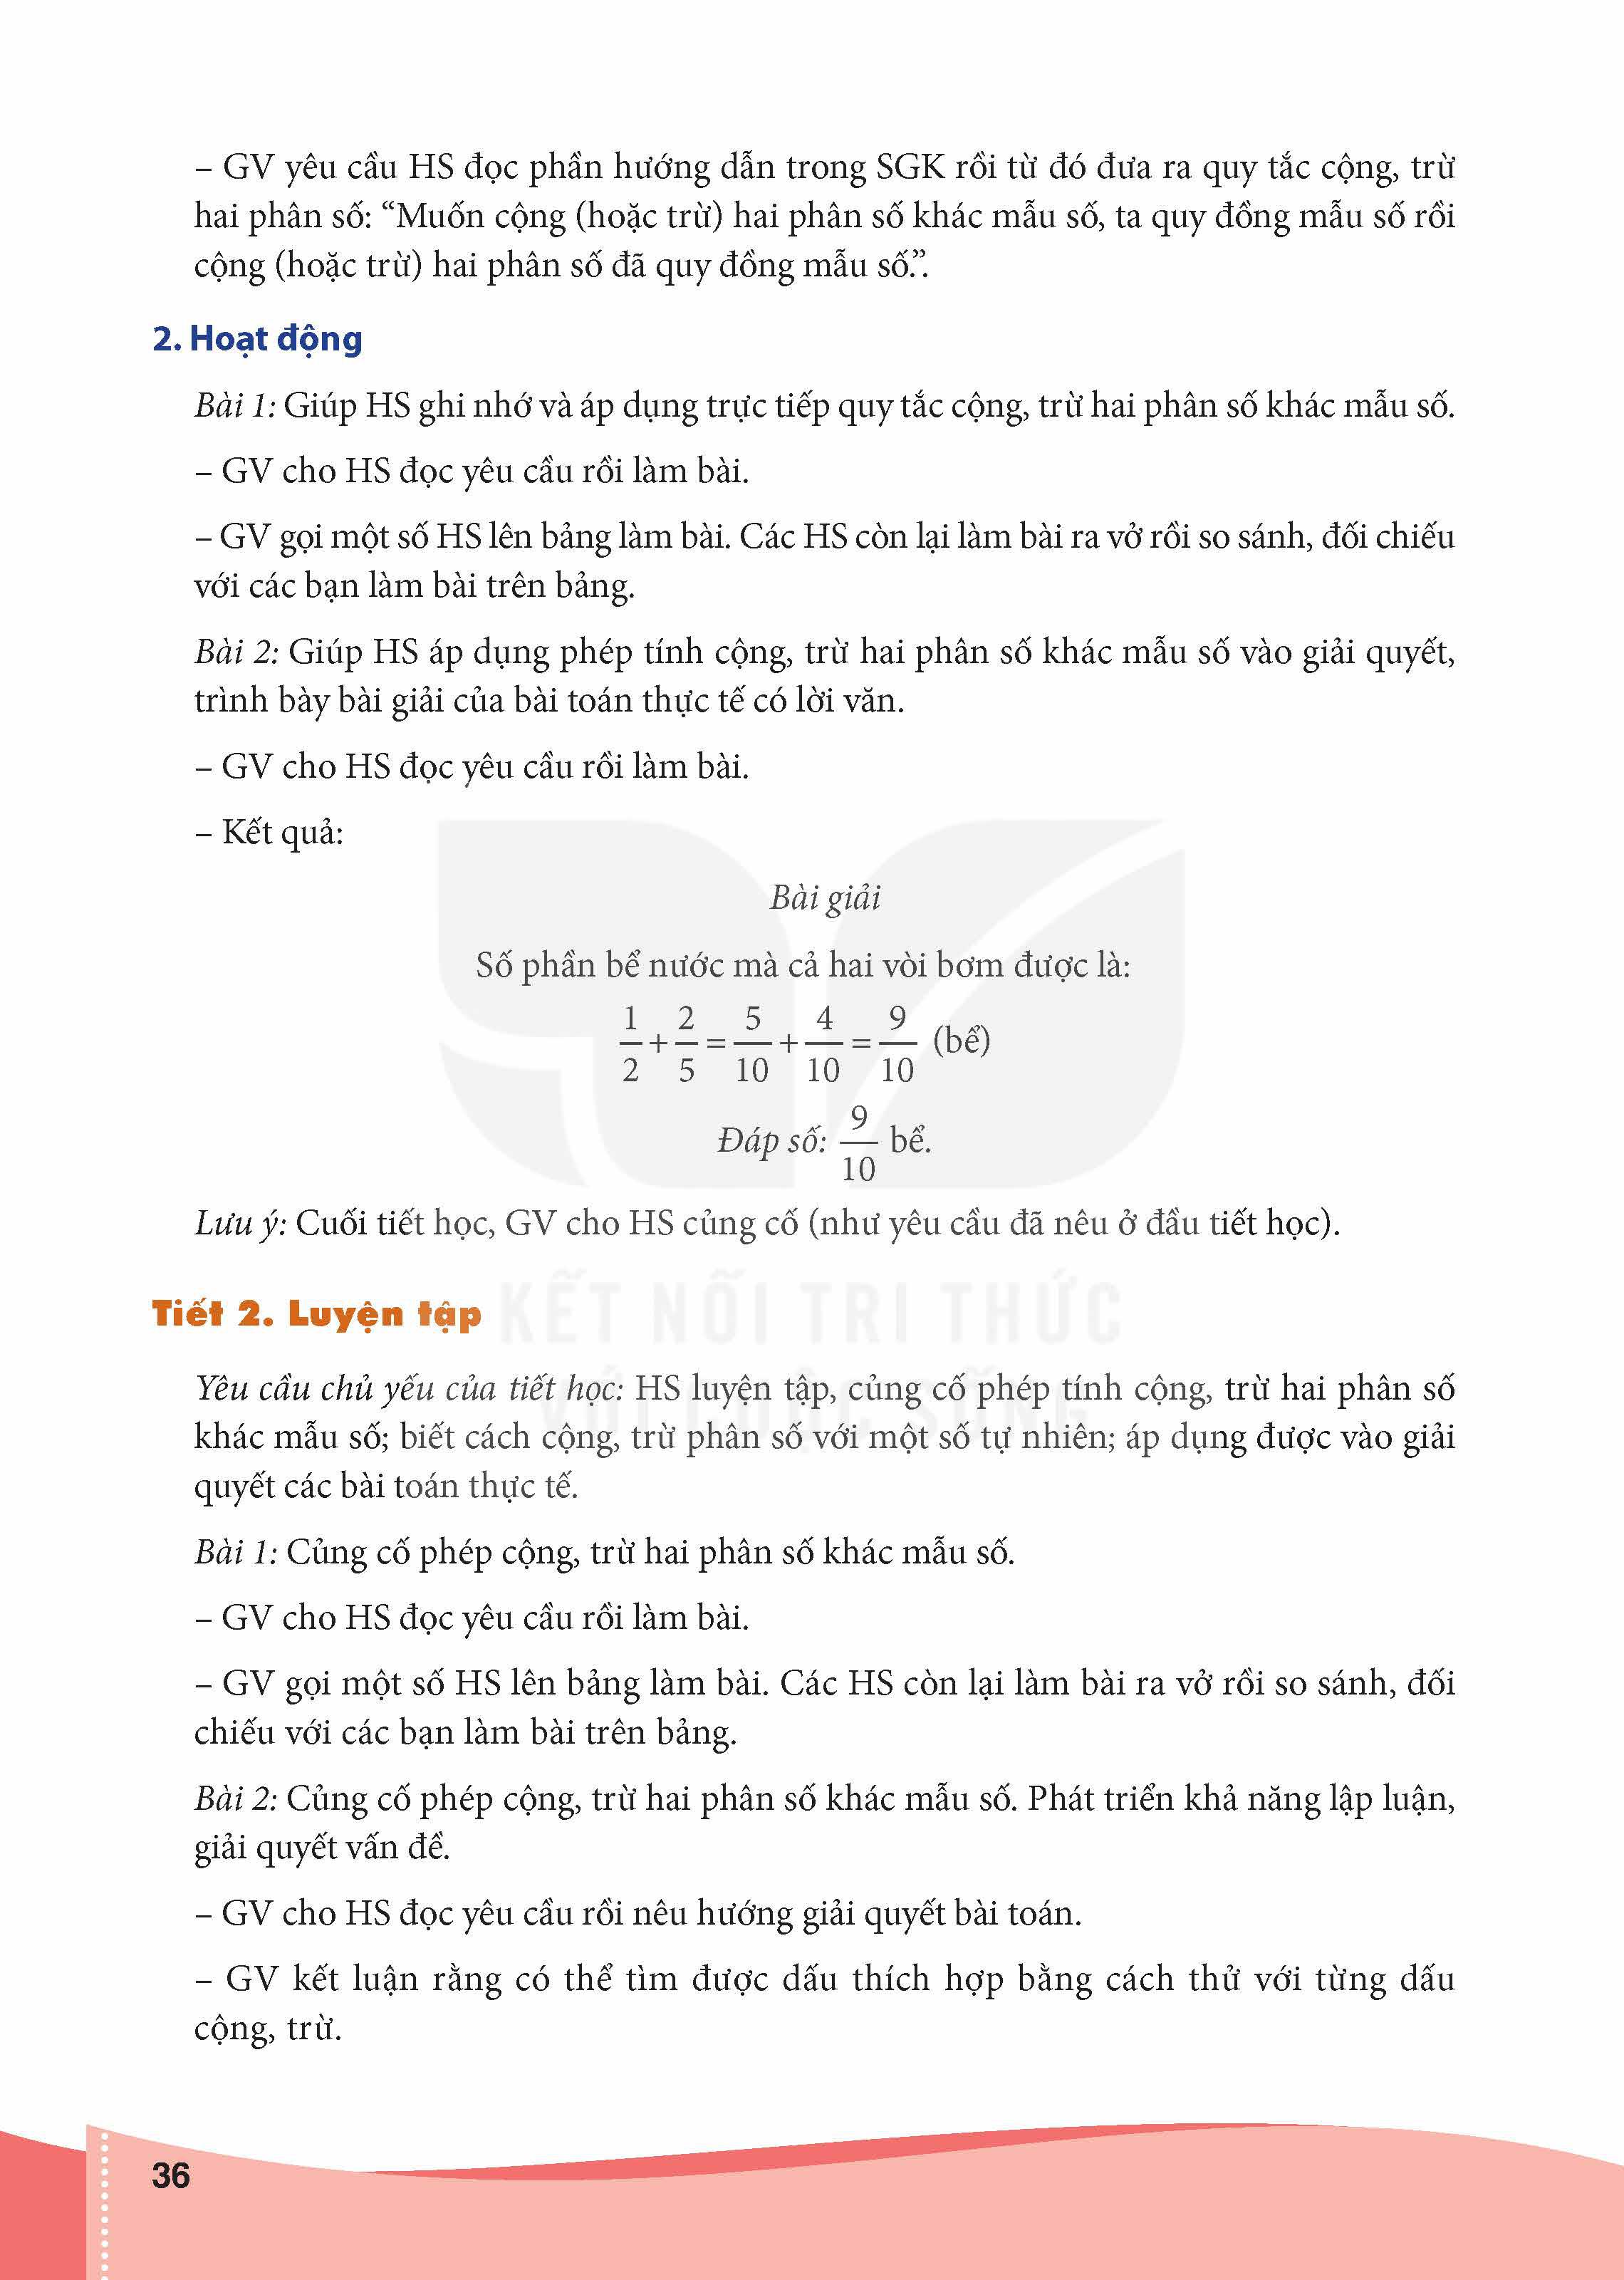 – GV yêu cầu HS đọc phần hướng dẫn trong SGK rồi từ đó đưa ra quy tắc cộng, trừ
hai phân số: “Muốn cộng (hoặc trừ) hai phân số khác mẫu số, ta quy đồng mẫu số rồi
cộng (hoặc trừ) hai phân số đã quy đồng mẫu số.”.
2. Hoạt động
Bài 1: Giúp HS ghi nhớ và áp dụng trực tiếp quy tắc cộng, trừ hai phân số khác mẫu số.
– GV cho HS đọc yêu cầu rồi làm bài.
– GV gọi một số HS lên bảng làm bài. Các HS còn lại làm bài ra vở rồi so sánh, đối chiếu
với các bạn làm bài trên bảng.
Bài 2: Giúp HS áp dụng phép tính cộng, trừ hai phân số khác mẫu số vào giải quyết,
trình bày bài giải của bài toán thực tế có lời văn.
– GV cho HS đọc yêu cầu rồi làm bài.
– Kết quả:
Bài giải
Số phần bể nước mà cả hai vòi bơm được là:
1/2 + 2/5 = 5/10 + 4/10 = 9/10 (bể)
Đáp số: 9/10 bể.
Lưu ý: Cuối tiết học, GV cho HS củng cố (như yêu cầu đã nêu ở đầu tiết học).
KẾT NỐI TRI THỨC
Tiết 2. Luyện tập
VỚI CUỘC SỐNG
Yêu cầu chủ yếu của tiết học: HS luyện tập, củng cố phép tính cộng, trừ hai phân số
khác mẫu số; biết cách cộng, trừ phân số với một số tự nhiên; áp dụng được vào giải
quyết các bài toán thực tế.
Bài 1: Củng cố phép cộng, trừ hai phân số khác mẫu số.
– GV cho HS đọc yêu cầu rồi làm bài.
– GV gọi một số HS lên bảng làm bài. Các HS còn lại làm bài ra vở rồi so sánh, đối
chiếu với các bạn làm bài trên bảng.
Bài 2: Củng cố phép cộng, trừ hai phân số khác mẫu số. Phát triển khả năng lập luận,
giải quyết vấn đề.
– GV cho HS đọc yêu cầu rồi nêu hướng giải quyết bài toán.
– GV kết luận rằng có thể tìm được dấu thích hợp bằng cách thử với từng dấu
cộng, trừ.
36